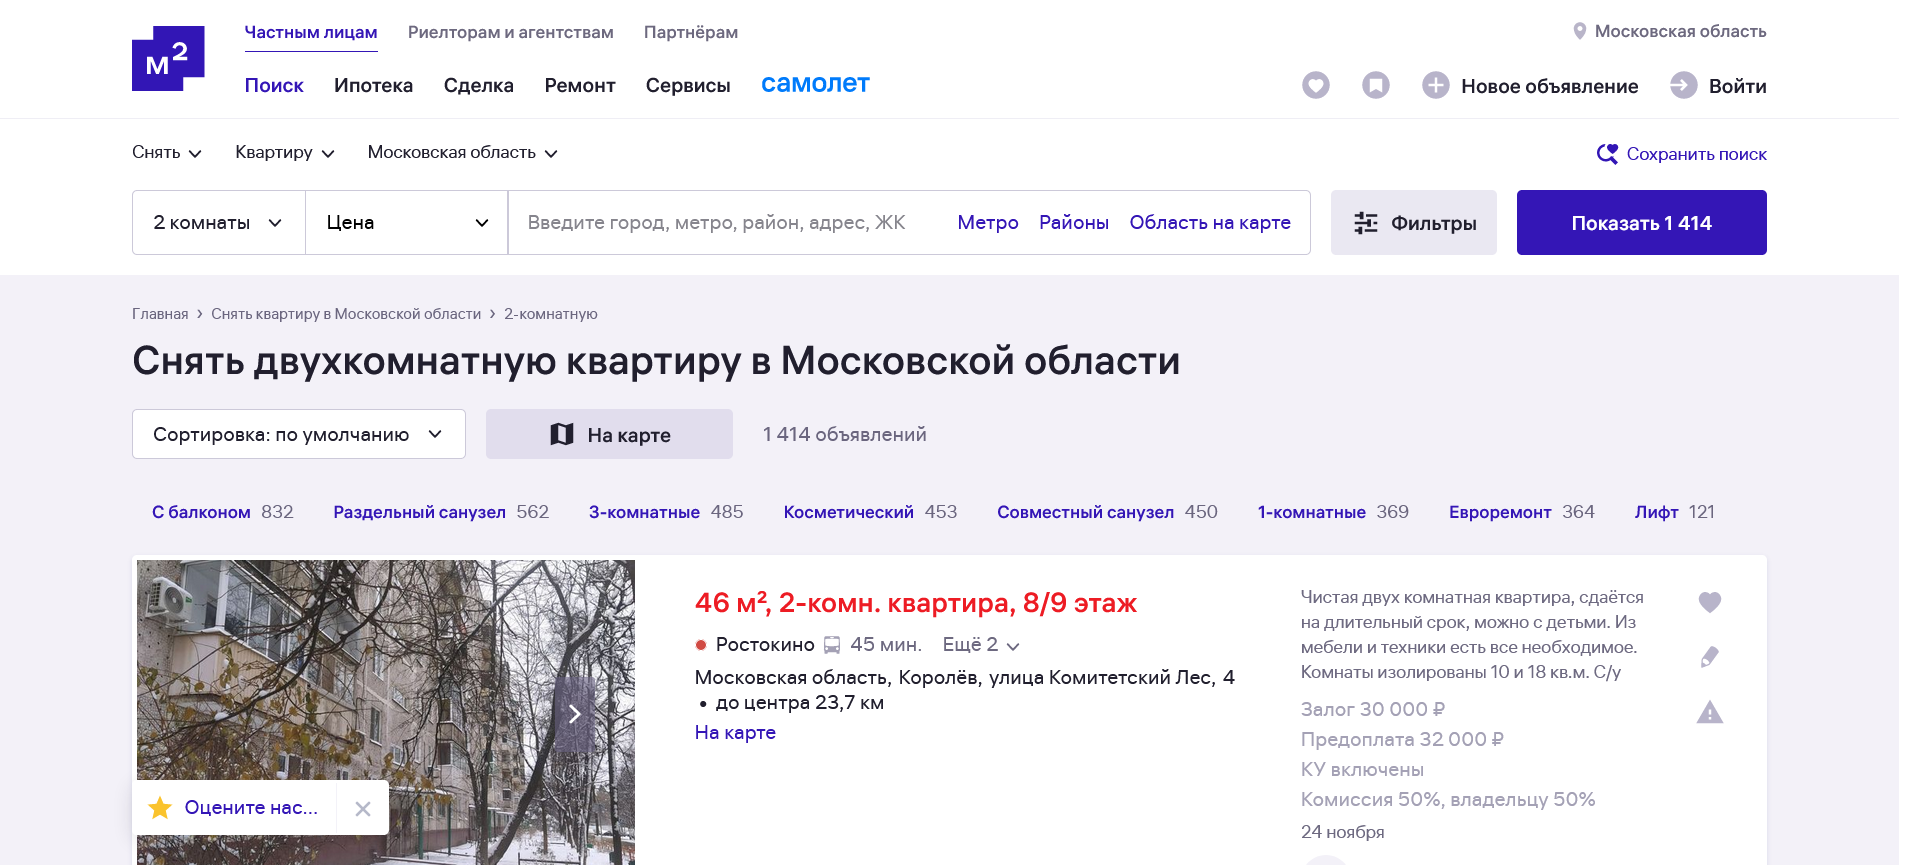 м²
Частным лицам Риелторам и агентствам Партнёрам
Московская область
Поиск Ипотека Сделка Ремонт Сервисы самолет
Новое объявление Войти
Снять Квартиру Московская область
Сохранить поиск
2 комнаты Цена Введите город, метро, район, адрес, ЖК Метро Районы Область на карте Фильтры Показать 1 414
Главная › Снять квартиру в Московской области › 2-комнатную
Снять двухкомнатную квартиру в Московской области
Сортировка: по умолчанию На карте 1 414 объявлений
С балконом 832 Раздельный санузел 562 3-комнатные 485 Косметический 453 Совместный санузел 450 1-комнатные 369 Евроремонт 364 Лифт 121
46 м², 2-комн. квартира, 8/9 этаж
Ростокино 45 мин. Ещё 2
Московская область, Королёв, улица Комитетский Лес, 4
• до центра 23,7 км
На карте
Чистая двух комнатная квартира, сдаётся
на длительный срок, можно с детьми. Из
мебели и техники есть все необходимое.
Комнаты изолированы 10 и 18 кв.м. С/у
Залог 30 000 ₽
Предоплата 32 000 ₽
КУ включены
Комиссия 50%, владельцу 50%
24 ноября
Оцените нас...